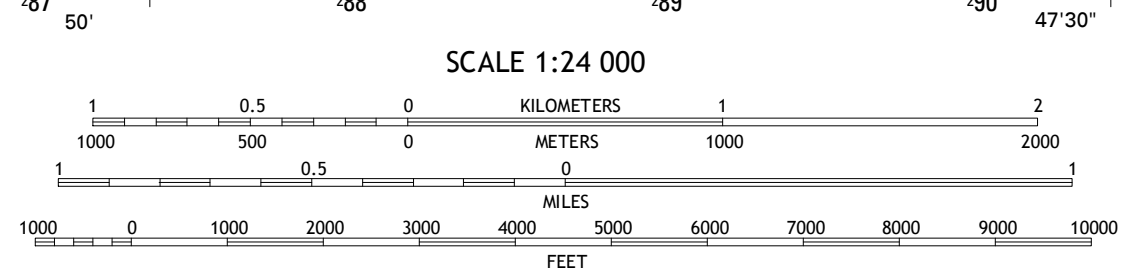 ²87 ²88 ²89 ²90
50' 47'30"
SCALE 1:24 000
1 0.5 0 KILOMETERS 1 2
1000 500 0 METERS 1000 2000
1 0.5 0 1
MILES
1000 0 1000 2000 3000 4000 5000 6000 7000 8000 9000 10000
FEET